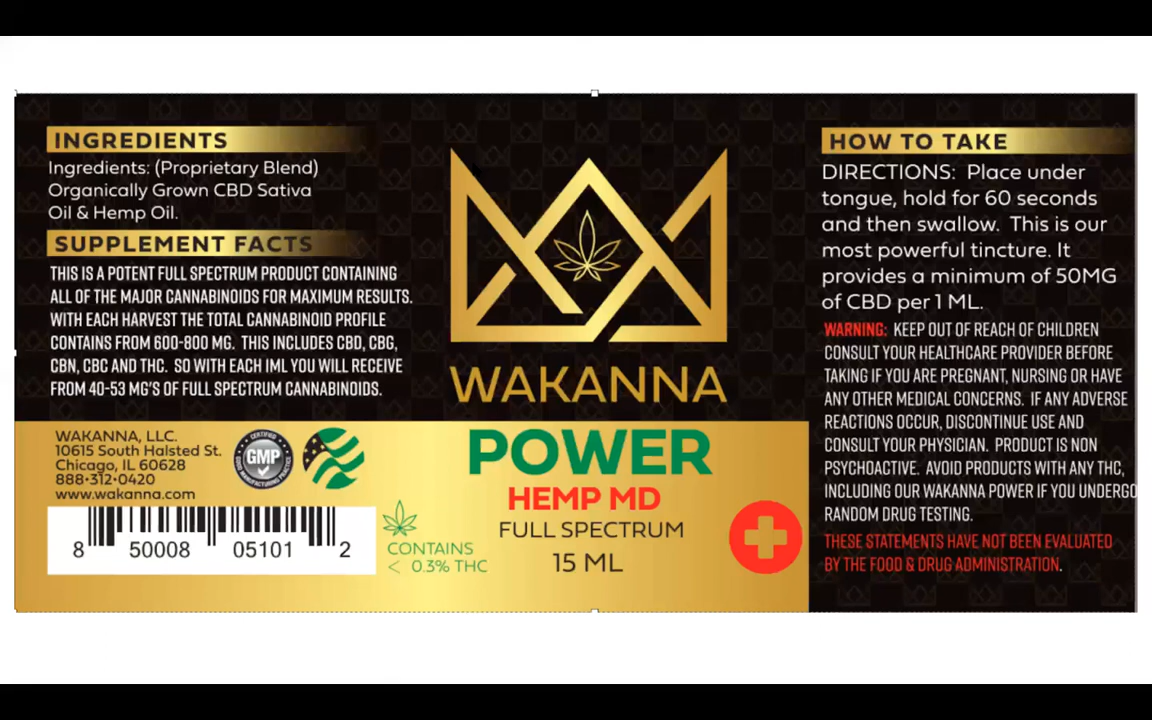 INGREDIENTS
Ingredients: (Proprietary Blend)
Organically Grown CBD Sativa
Oil & Hemp Oil.
SUPPLEMENT FACTS
THIS IS A POTENT FULL SPECTRUM PRODUCT CONTAINING
ALL OF THE MAJOR CANNABINOIDS FOR MAXIMUM RESULTS.
WITH EACH HARVEST THE TOTAL CANNABINOID PROFILE
CONTAINS FROM 600-800 MG. THIS INCLUDES CBD, CBG,
CBN, CBC AND THC. SO WITH EACH 1ML YOU WILL RECEIVE
FROM 40-53 MG'S OF FULL SPECTRUM CANNABINOIDS.
WAKANNA, LLC.
10615 South Halsted St.
Chicago, IL 60628
888·312·0420
www.wakanna.com
CERTIFIED
GMP
GOOD MANUFACTURING PRACTICE
8 50008 05101 2
CONTAINS
< 0.3% THC
WAKANNA
POWER
HEMP MD
FULL SPECTRUM
15 ML
HOW TO TAKE
DIRECTIONS: Place under
tongue, hold for 60 seconds
and then swallow. This is our
most powerful tincture. It
provides a minimum of 50MG
of CBD per 1 ML.
WARNING: KEEP OUT OF REACH OF CHILDREN
CONSULT YOUR HEALTHCARE PROVIDER BEFORE
TAKING IF YOU ARE PREGNANT, NURSING OR HAVE
ANY OTHER MEDICAL CONCERNS. IF ANY ADVERSE
REACTIONS OCCUR, DISCONTINUE USE AND
CONSULT YOUR PHYSICIAN. PRODUCT IS NON
PSYCHOACTIVE. AVOID PRODUCTS WITH ANY THC,
INCLUDING OUR WAKANNA POWER IF YOU UNDERGO
RANDOM DRUG TESTING.
THESE STATEMENTS HAVE NOT BEEN EVALUATED
BY THE FOOD & DRUG ADMINISTRATION.